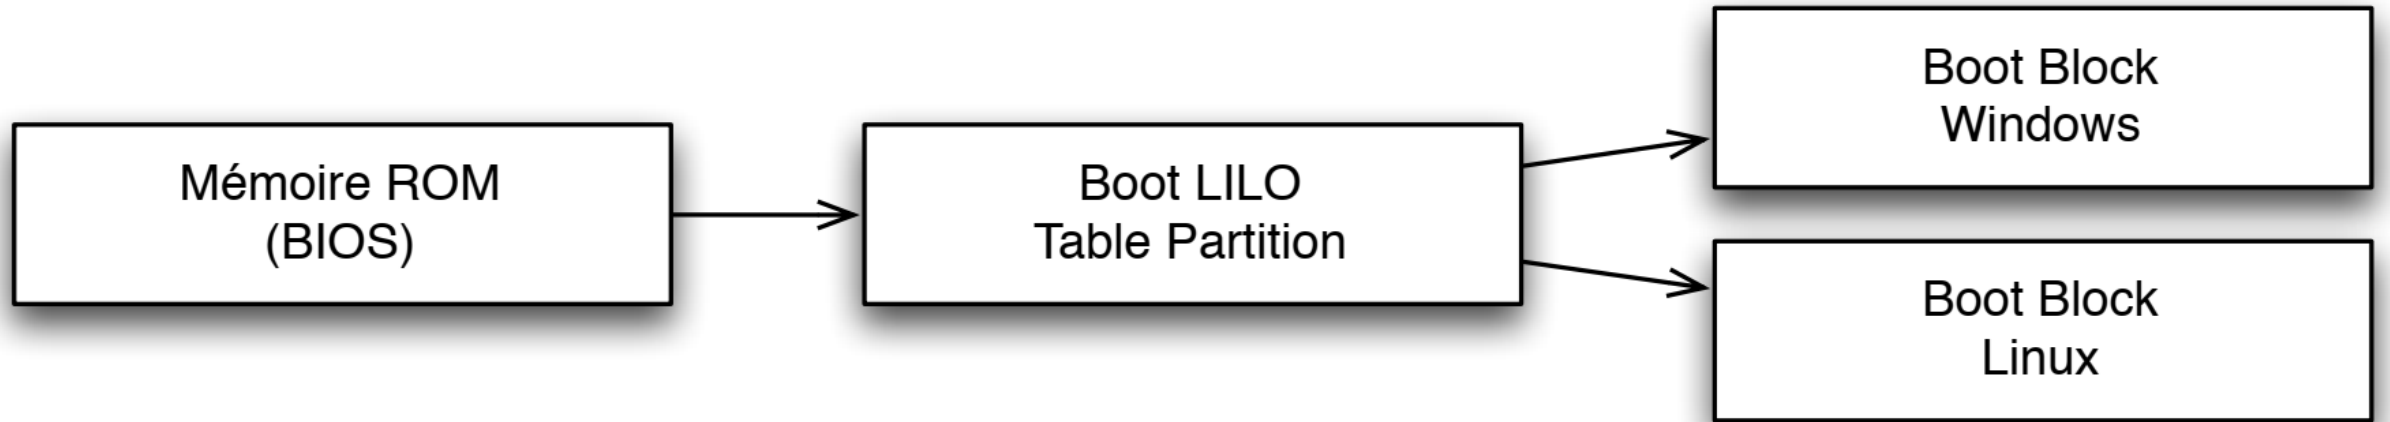 Mémoire ROM
(BIOS)
Boot LILO
Table Partition
Boot Block
Windows
Boot Block
Linux